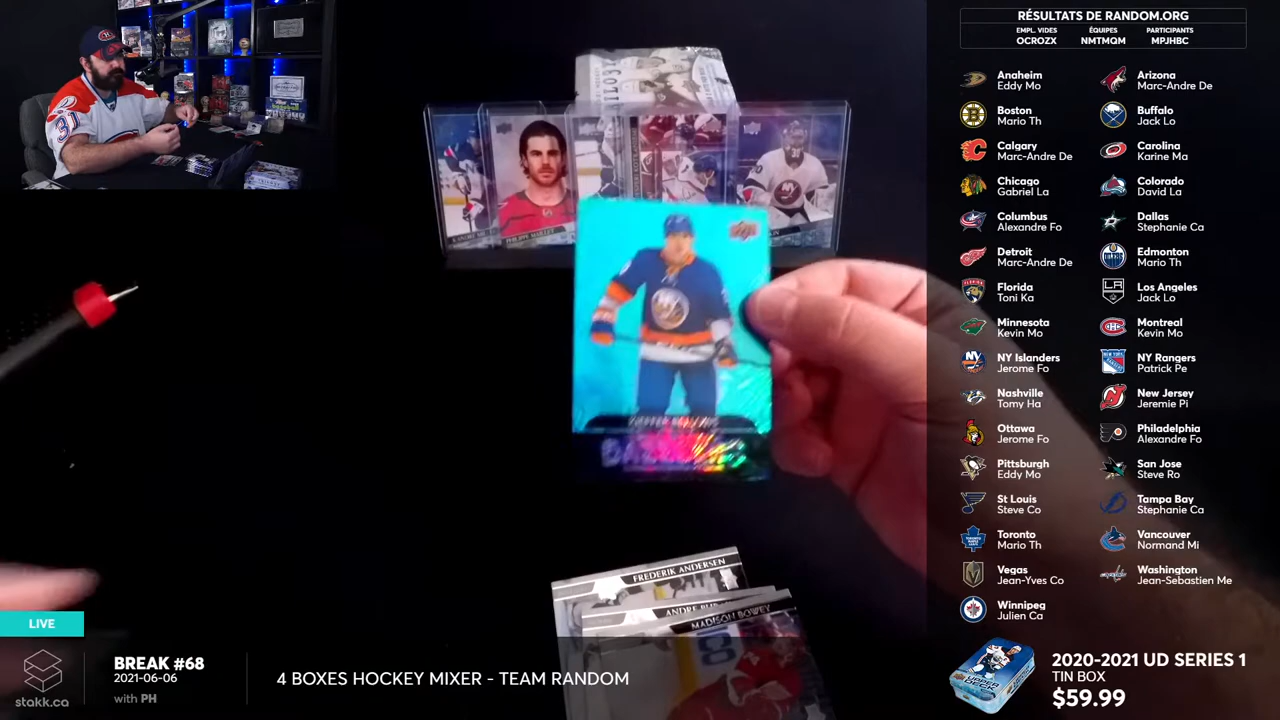 RÉSULTATS DE RANDOM.ORG
EMPL. VIDES
OCROZX
ÉQUIPES
NMTMQM
PARTICIPANTS
MPJHBC
Anaheim
Eddy Mo
Arizona
Marc-Andre De
Boston
Mario Th
Buffalo
Jack Lo
Calgary
Marc-Andre De
Carolina
Karine Ma
Chicago
Gabriel La
Colorado
David La
Columbus
Alexandre Fo
Dallas
Stephanie Ca
Detroit
Marc-Andre De
Edmonton
Mario Th
Florida
Toni Ka
Los Angeles
Jack Lo
Minnesota
Kevin Mo
Montreal
Kevin Mo
NY Islanders
Jerome Fo
NY Rangers
Patrick Pe
Nashville
Tomy Ha
New Jersey
Jeremie Pi
Ottawa
Jerome Fo
Philadelphia
Alexandre Fo
Pittsburgh
Eddy Mo
San Jose
Steve Ro
St Louis
Steve Co
Tampa Bay
Stephanie Ca
Toronto
Mario Th
Vancouver
Normand Mi
Vegas
Jean-Yves Co
Washington
Jean-Sebastien Me
Winnipeg
Julien Ca
31
PHILIPPE MAILLET
FREDERIK ANDERSEN
MADISON BOWEY
LIVE
stakk.ca
BREAK #68
2021-06-06
with PH
4 BOXES HOCKEY MIXER - TEAM RANDOM
2020-2021 UD SERIES 1
TIN BOX
$59.99